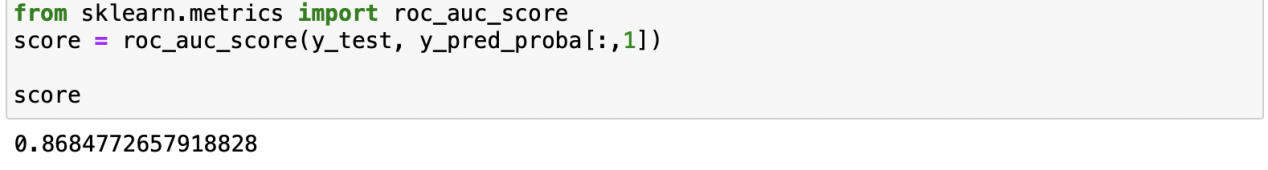 from sklearn.metrics import roc_auc_score
score = roc_auc_score(y_test, y_pred_proba[:,1])
score
0.8684772657918828